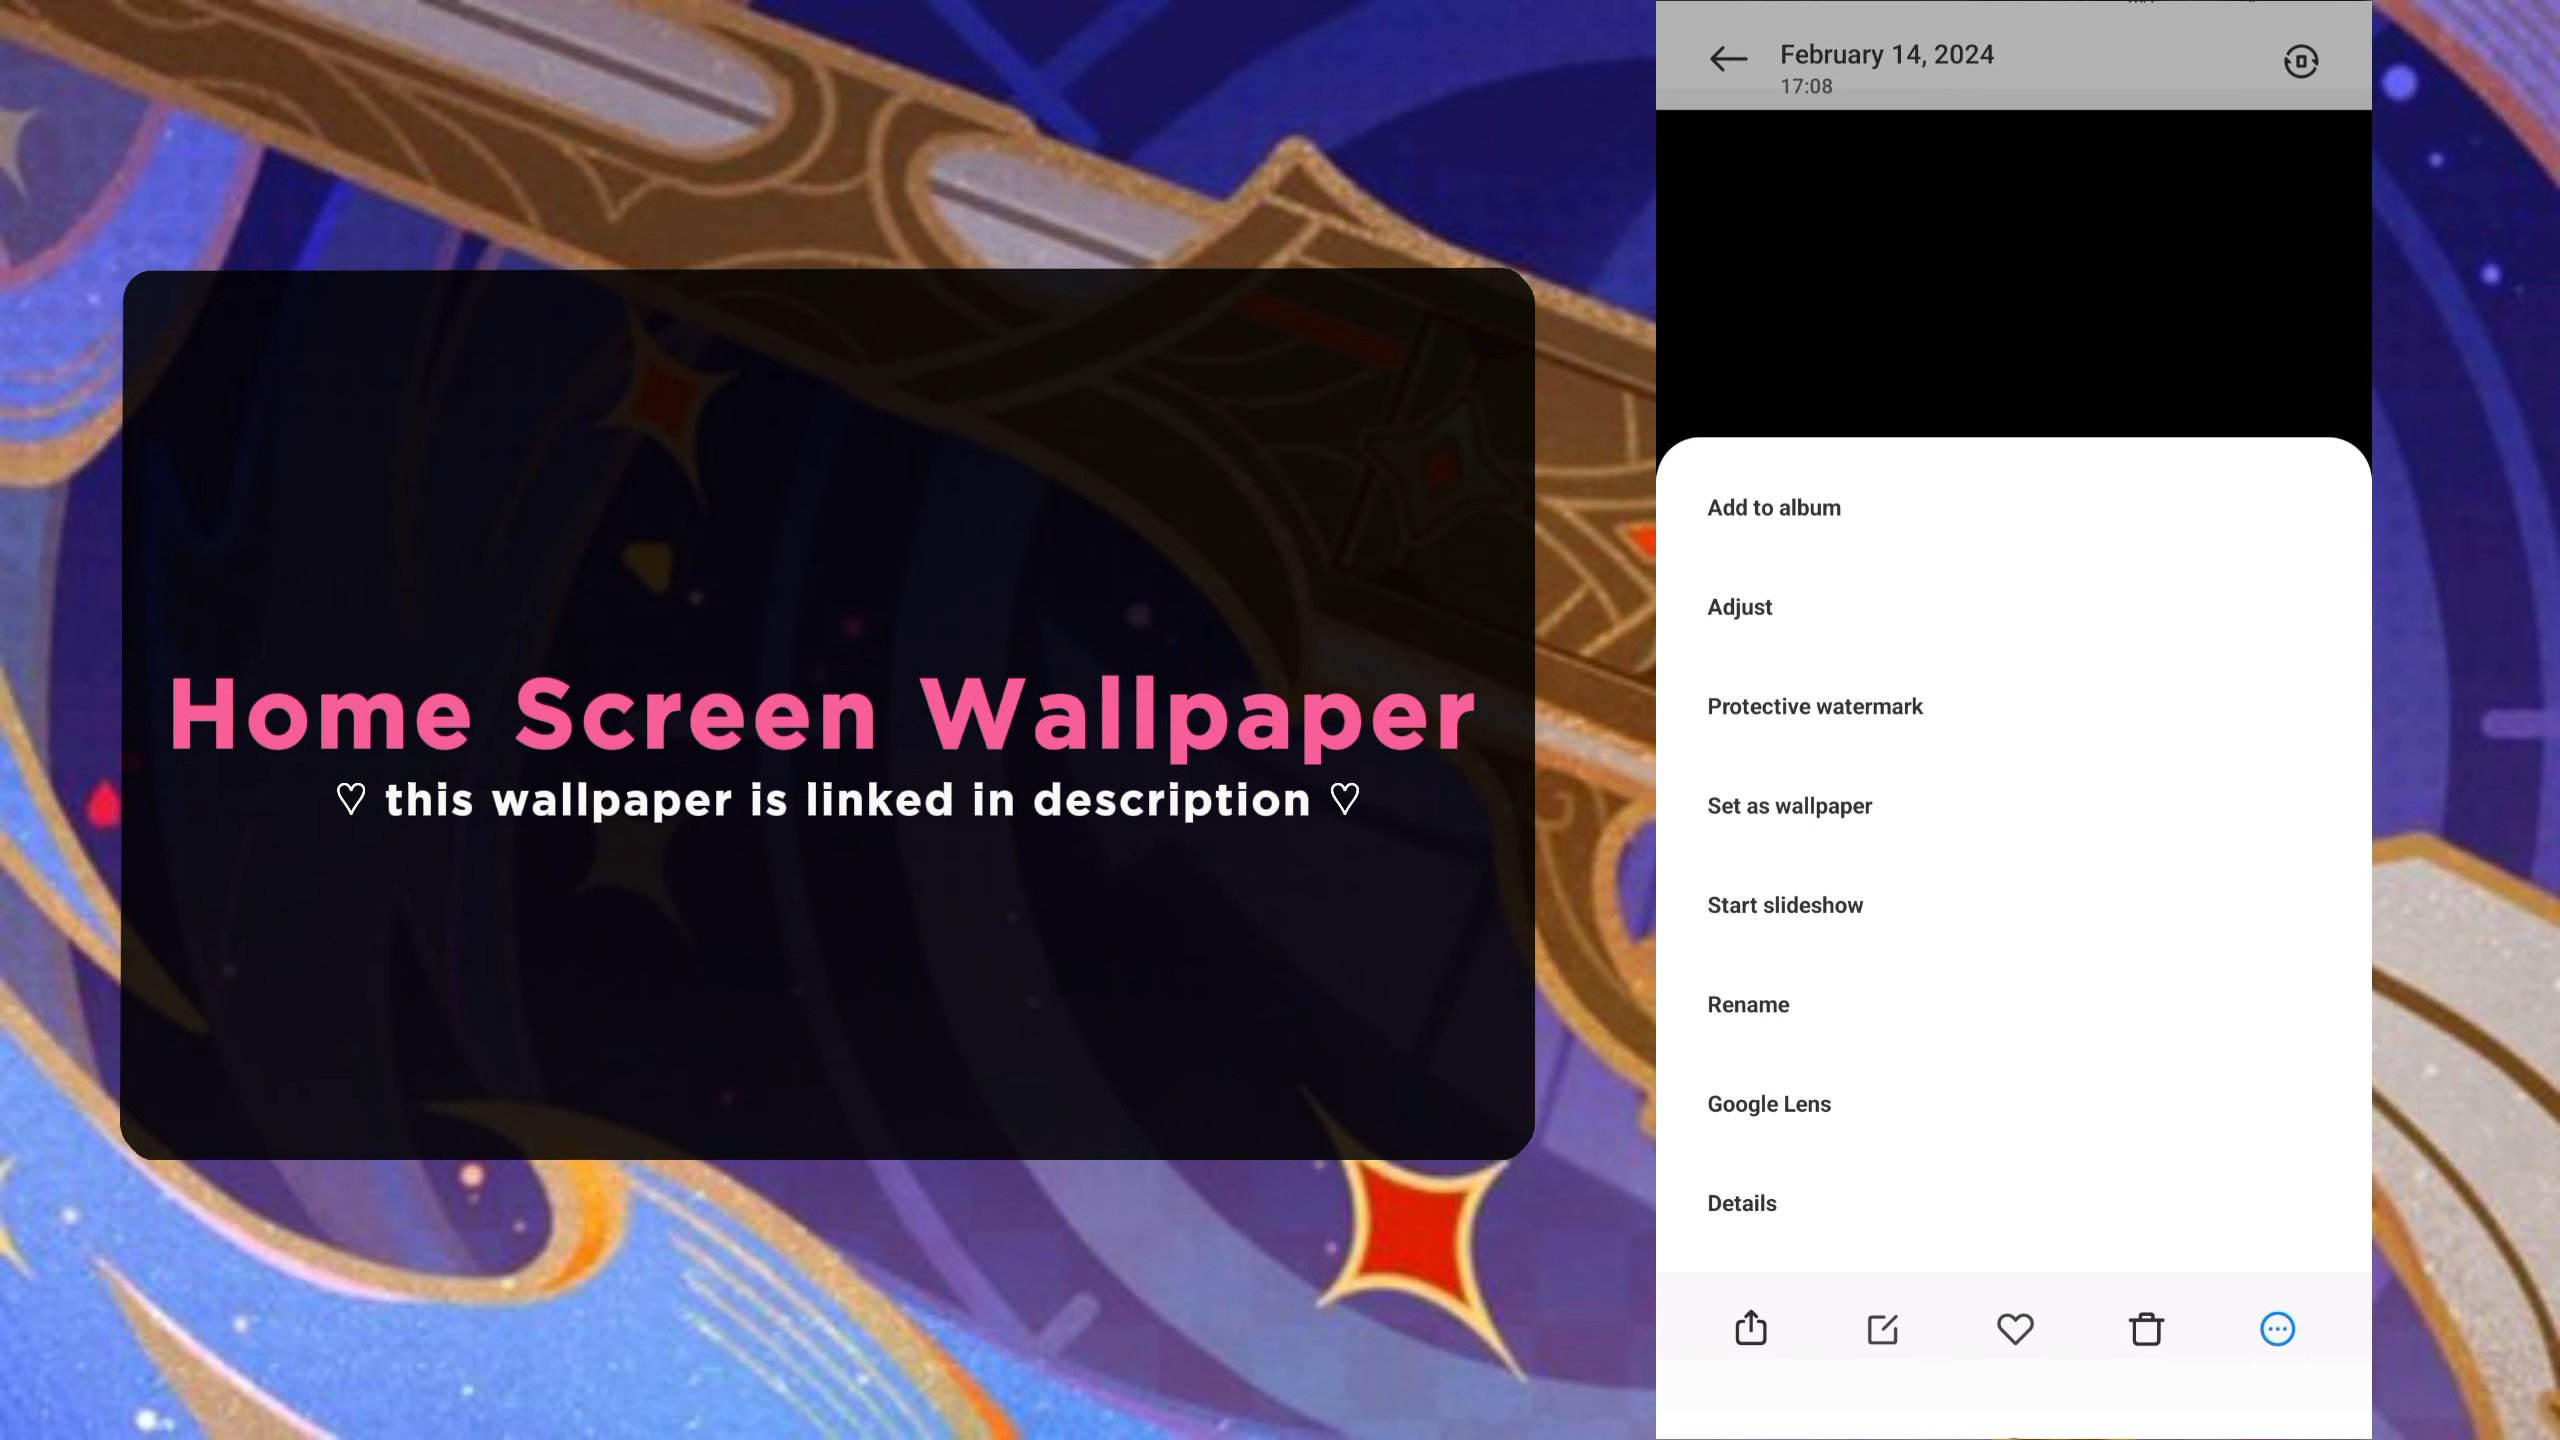 Home Screen Wallpaper
♡ this wallpaper is linked in description ♡
February 14, 2024
17:08
Add to album
Adjust
Protective watermark
Set as wallpaper
Start slideshow
Rename
Google Lens
Details